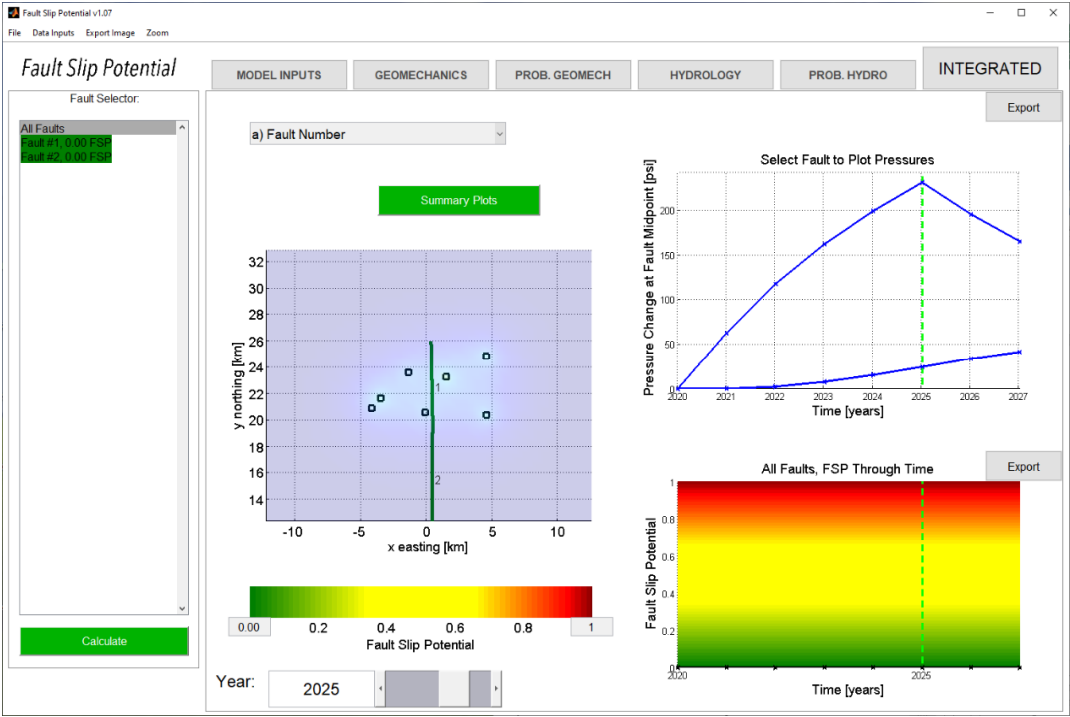 Fault Slip Potential v1.07
File Data Inputs Export Image Zoom
Fault Slip Potential
MODEL INPUTS
GEOMECHANICS
PROB. GEOMECH
HYDROLOGY
PROB. HYDRO
INTEGRATED
Fault Selector:
All Faults
Fault #1, 0.00 FSP
Fault #2, 0.00 FSP
Calculate
Export
a) Fault Number
Summary Plots
32
30
28
26
24
22
20
18
16
14
y northing [km]
1
2
-10 -5 0 5 10
x easting [km]
0.00 0.2 0.4 0.6 0.8 1
Fault Slip Potential
Year: 2025
Select Fault to Plot Pressures
Pressure Change at Fault Midpoint [psi]
200
150
100
50
0
2020 2021 2022 2023 2024 2025 2026 2027
Time [years]
Export
All Faults, FSP Through Time
Fault Slip Potential
1
0.8
0.6
0.4
0.2
0
2020 2025
Time [years]